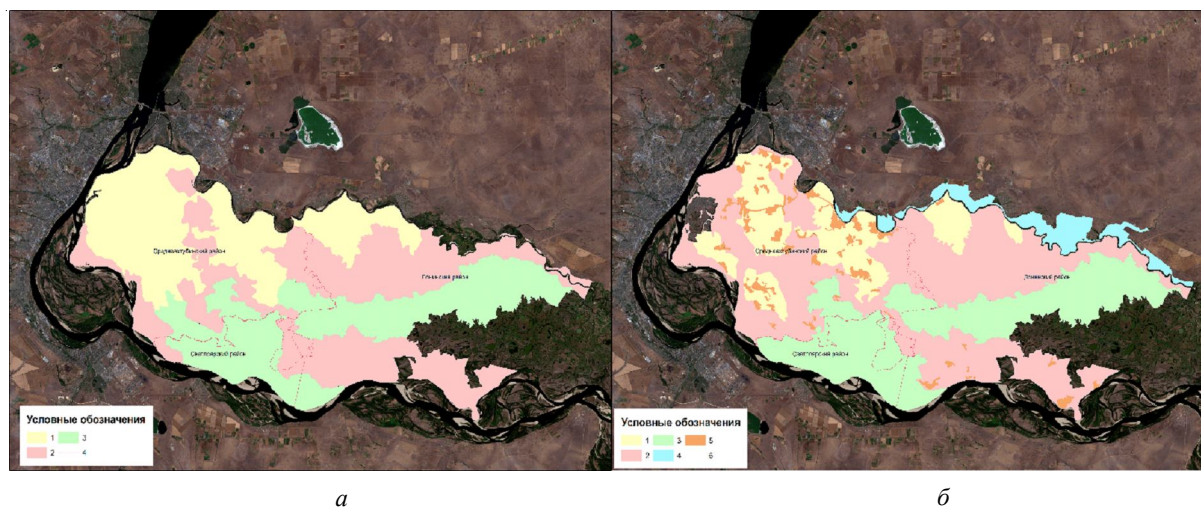 Среднеахтубинский район
Ленинский район
Светлоярский район
Условные обозначения
1 3
2 4
Среднеахтубинский район
Ленинский район
Светлоярский район
Условные обозначения
1 3 5
2 4 6
а
б